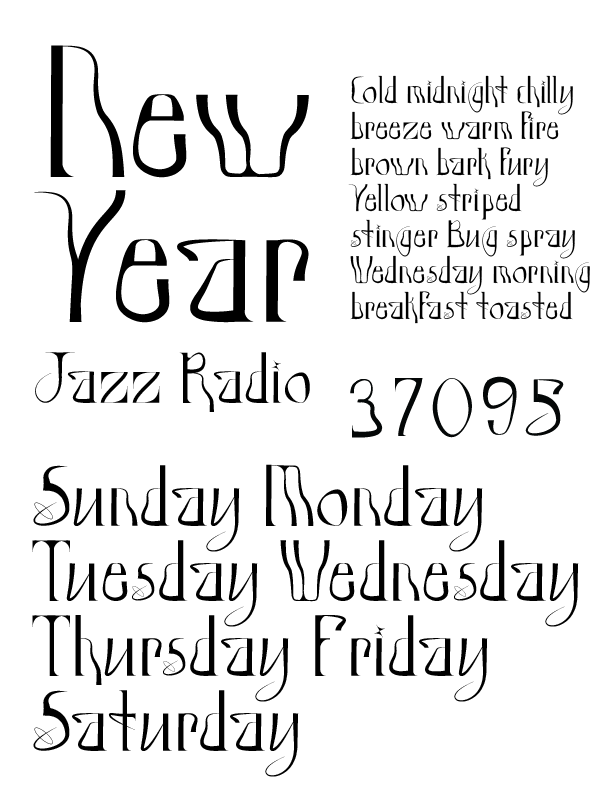 New
Year
Cold midnight chilly
breeze warm fire
brown bark fury
Yellow striped
stinger Bug spray
Wednesday morning
breakfast toasted
Jazz Radio
37095
Sunday Monday
Tuesday Wednesday
Thursday Friday
Saturday